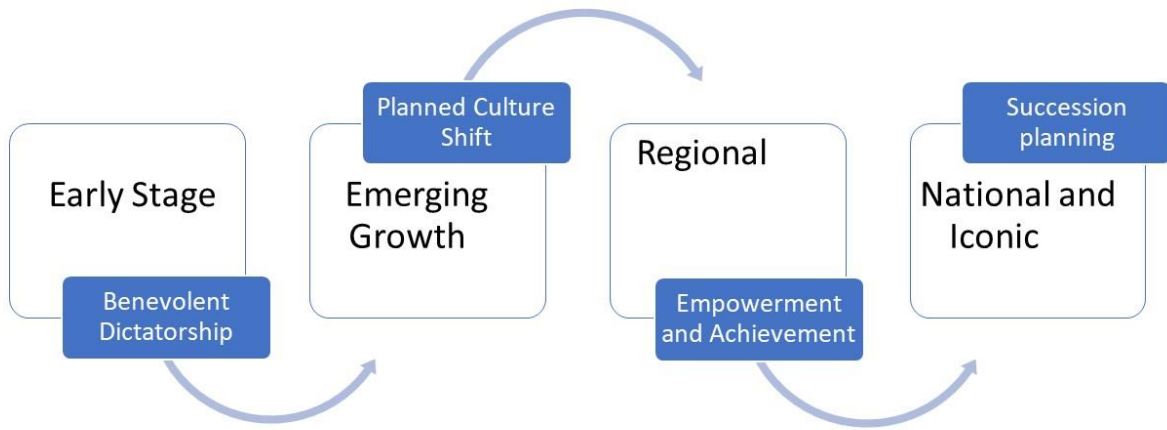 Early Stage
Benevolent
Dictatorship
Planned Culture
Shift
Emerging
Growth
Regional
Empowerment
and Achievement
Succession
planning
National and
Iconic